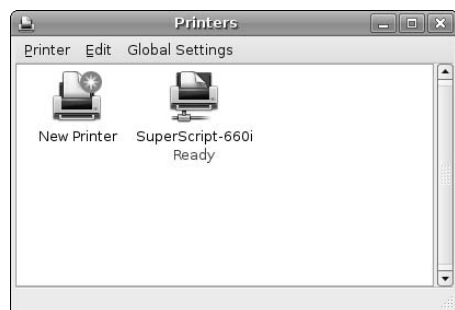 Printers
Printer Edit Global Settings
New Printer SuperScript-660i
Ready